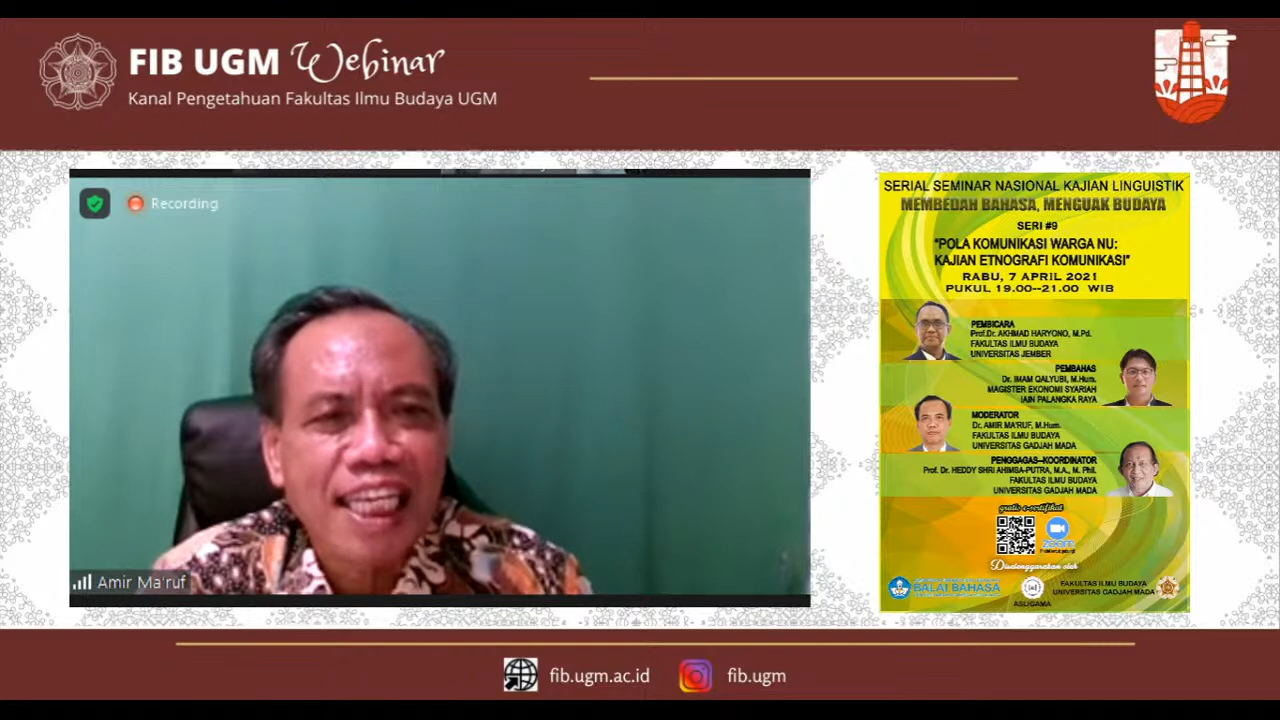 FIB UGM Webinar
Kanal Pengetahuan Fakultas Ilmu Budaya UGM
Recording
Amir Ma'ruf
SERIAL SEMINAR NASIONAL KAJIAN LINGUISTIK
MEMBEDAH BAHASA, MENGUAK BUDAYA
SERI #9
"POLA KOMUNIKASI WARGA NU:
KAJIAN ETNOGRAFI KOMUNIKASI"
RABU, 7 APRIL 2021
PUKUL 19.00--21.00 WIB
PEMBICARA
Prof.Dr. AKHMAD HARYONO, M.Pd.
FAKULTAS ILMU BUDAYA
UNIVERSITAS JEMBER
PEMBAHAS
Dr. IMAM QALYUBI, M.Hum.
MAGISTER EKONOMI SYARIAH
IAIN PALANGKA RAYA
MODERATOR
Dr. AMIR MA'RUF, M.Hum.
FAKULTAS ILMU BUDAYA
UNIVERSITAS GADJAH MADA
PENGGAGAS--KOORDINATOR
Prof. Dr. HEDDY SHRI AHIMSA-PUTRA, M.A., M. Phil.
FAKULTAS ILMU BUDAYA
UNIVERSITAS GADJAH MADA
gratis e-sertifikat
ZOOM
Diselenggarakan oleh
BALAI BAHASA
ASLIGAMA
FAKULTAS ILMU BUDAYA
UNIVERSITAS GADJAH MADA
fib.ugm.ac.id
fib.ugm